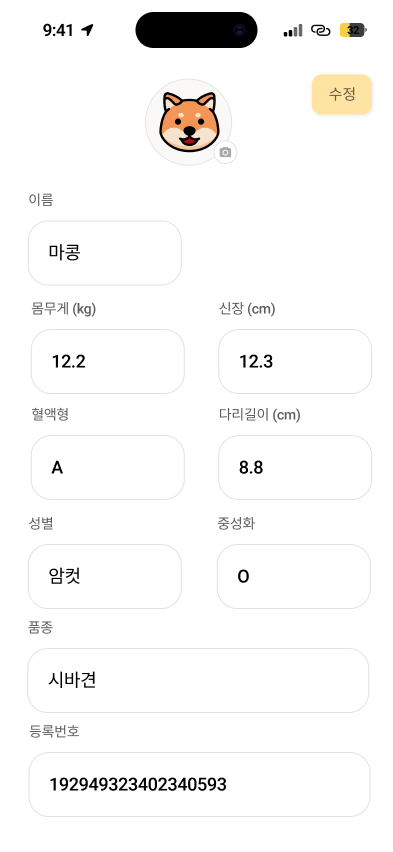 9:41
32
수정
이름
마콩
몸무게 (kg)
신장 (cm)
12.2
12.3
혈액형
다리길이 (cm)
A
8.8
성별
중성화
암컷
O
품종
시바견
등록번호
192949323402340593